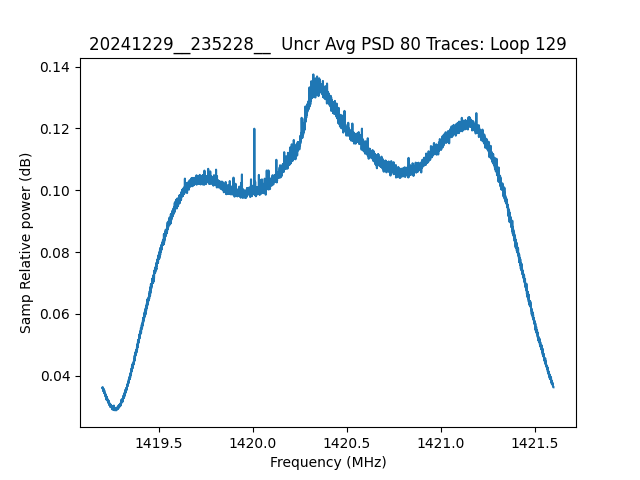 20241229__235228__  Uncr Avg PSD 80 Traces: Loop 129
0.14
0.12
0.10
0.08
0.06
0.04
Samp Relative power (dB)
1419.5 1420.0 1420.5 1421.0 1421.5
Frequency (MHz)